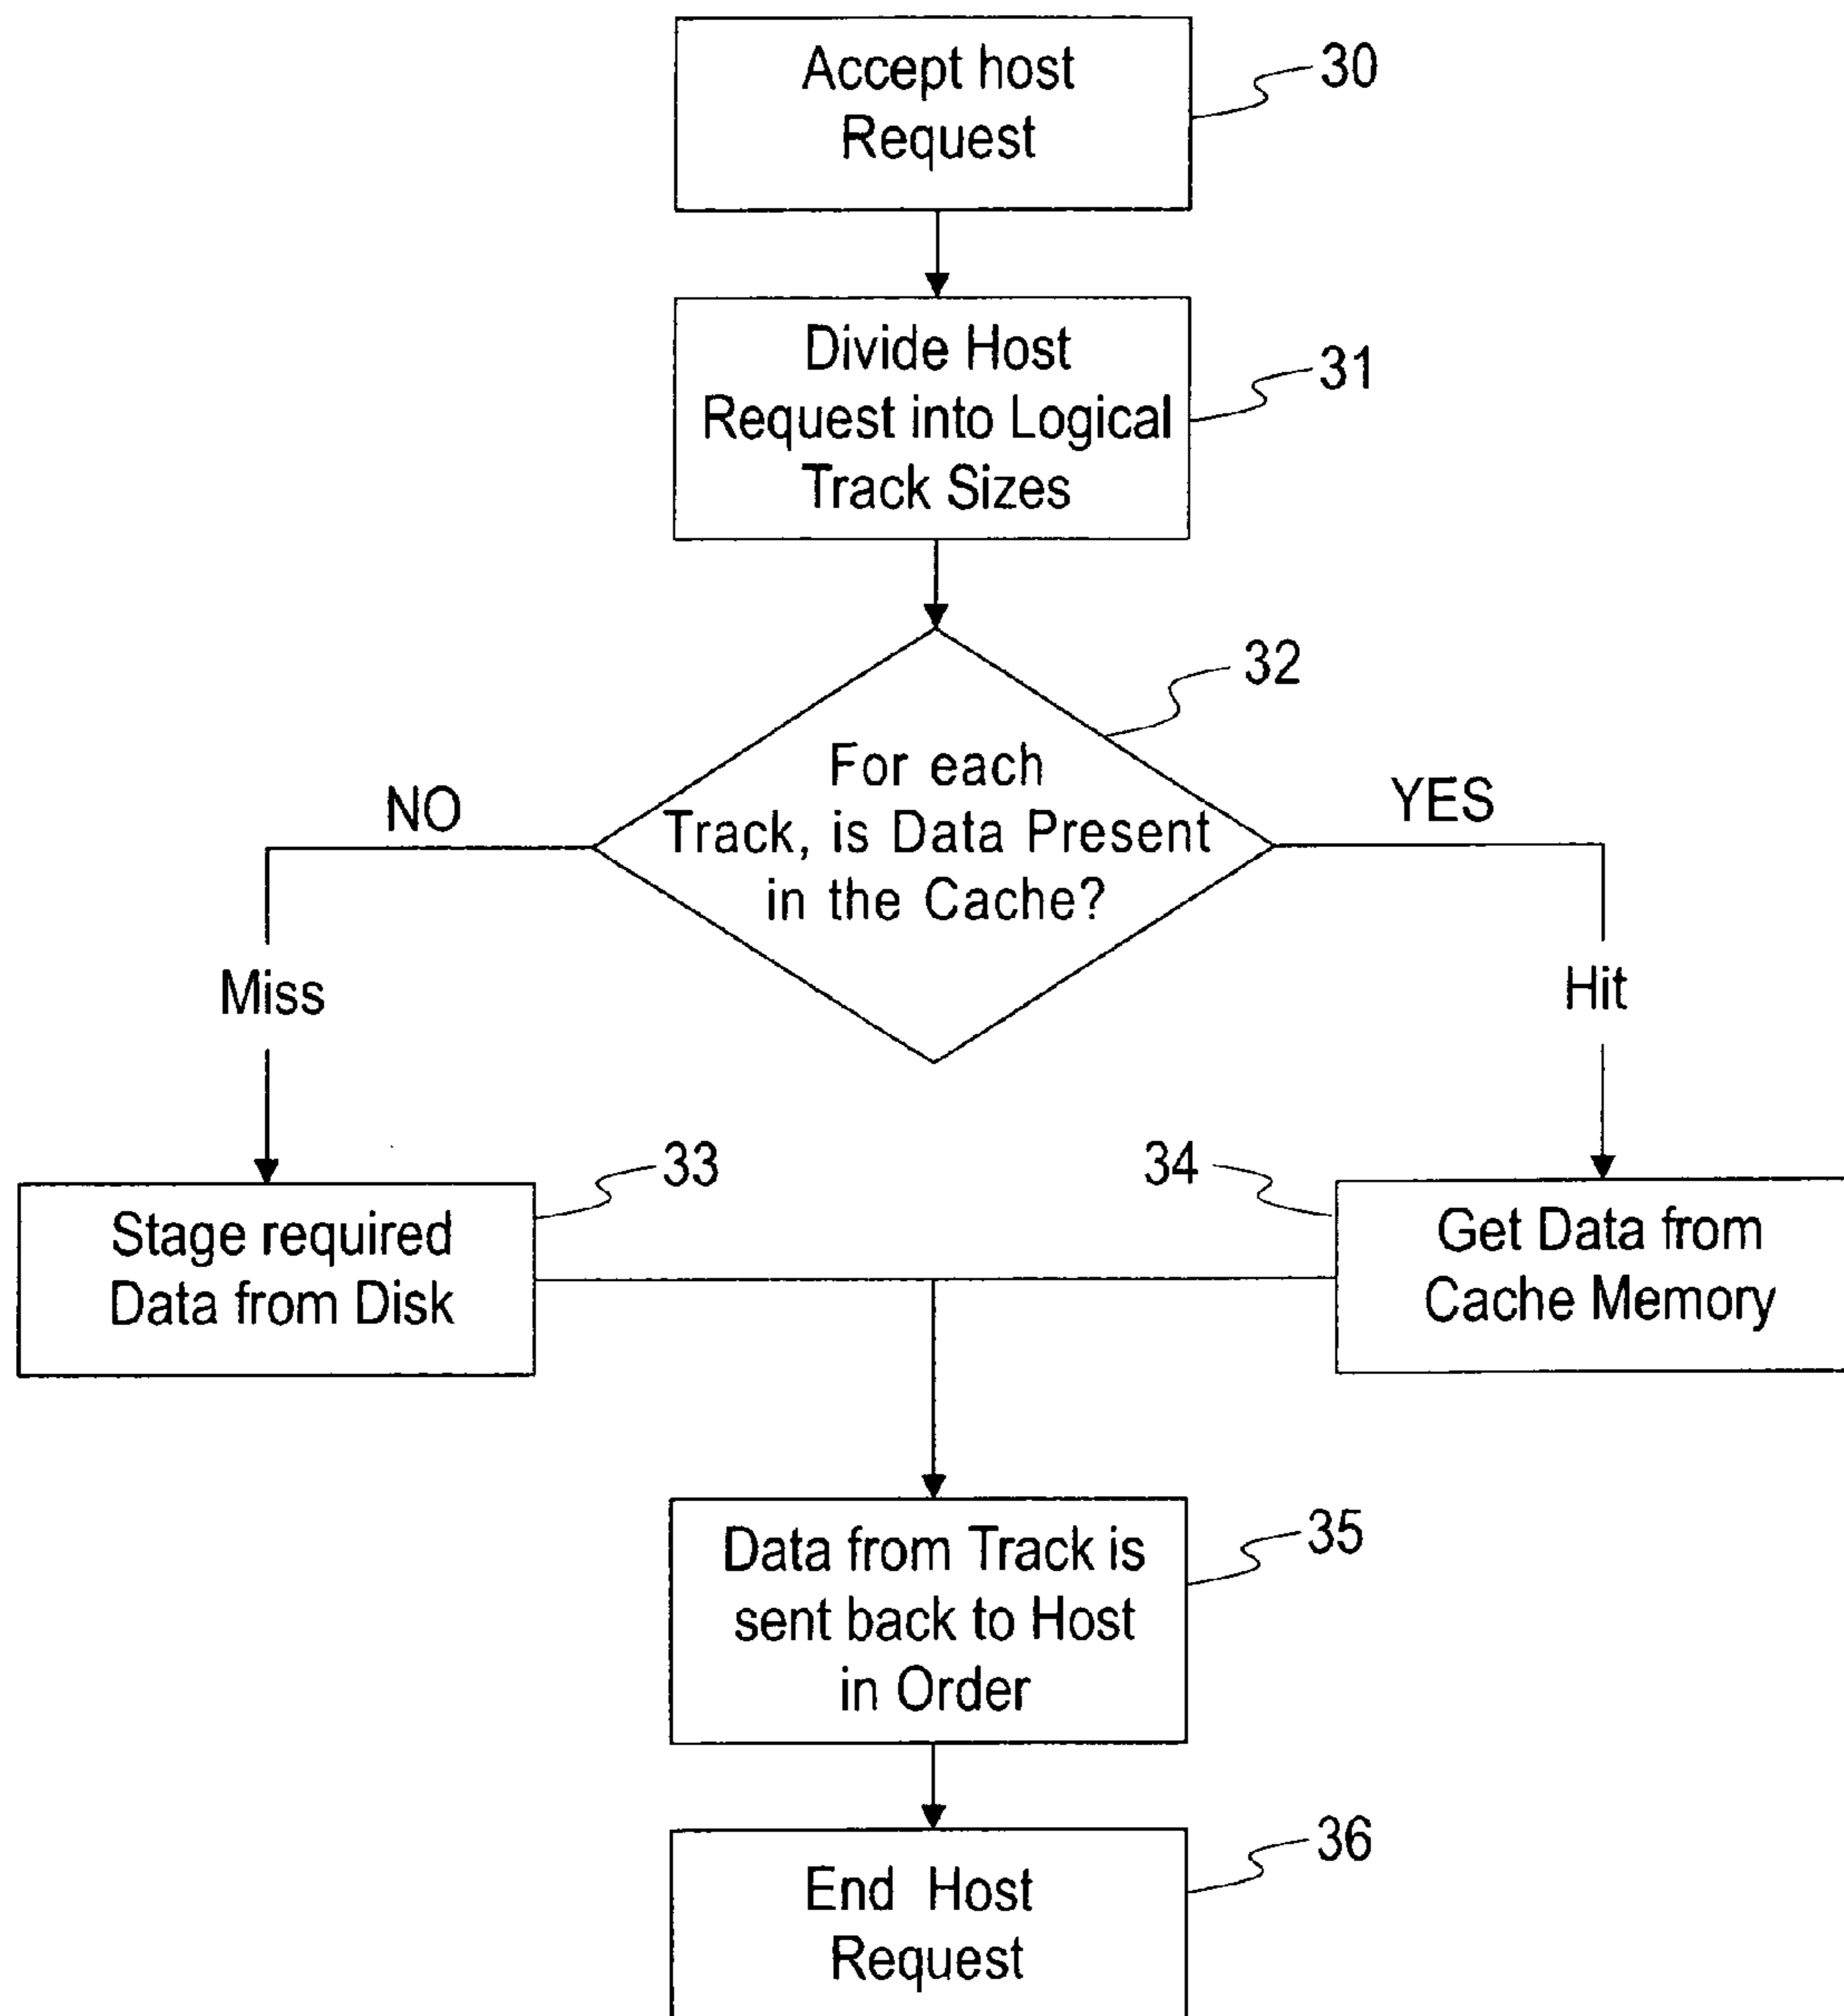 Accept host
Request
30
Divide Host
Request into Logical
Track Sizes
31
32
For each
Track, is Data Present
in the Cache?
NO
YES
Miss
Hit
33
34
Stage required
Data from Disk
Get Data from
Cache Memory
Data from Track is
sent back to Host
in Order
35
End Host
Request
36